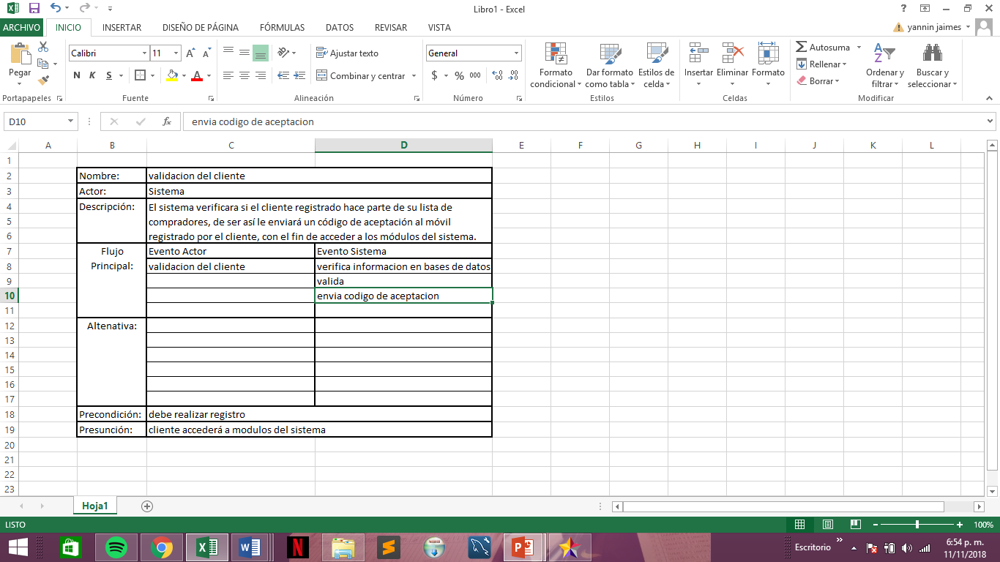 Libro1 - Excel
ARCHIVO INICIO INSERTAR DISEÑO DE PÁGINA FÓRMULAS DATOS REVISAR VISTA yannin jaimes
Pegar
Calibri 11
N K S
Ajustar texto
Combinar y centrar
General
$ % 000
Formato condicional
Dar formato como tabla
Estilos de celda
Insertar Eliminar Formato
Autosuma
Rellenar
Borrar
Ordenar y filtrar
Buscar y seleccionar
Portapapeles Fuente Alineación Número Estilos Celdas Modificar
D10 fx envia codigo de aceptacion
A B C D E F G H I J K L
1
2 Nombre: validacion del cliente
3 Actor: Sistema
4 Descripción: El sistema verificara si el cliente registrado hace parte de su lista de
5 compradores, de ser así le enviará un código de aceptación al móvil
6 registrado por el cliente, con el fin de acceder a los módulos del sistema.
7 Flujo Evento Actor Evento Sistema
8 Principal: validacion del cliente verifica informacion en bases de datos
9 valida
10 envia codigo de aceptacion
11
12 Altenativa:
13
14
15
16
17
18 Precondición: debe realizar registro
19 Presunción: cliente accederá a modulos del sistema
20
21
22
23
Hoja1
LISTO 100%
Escritorio 6:54 p. m.
11/11/2018